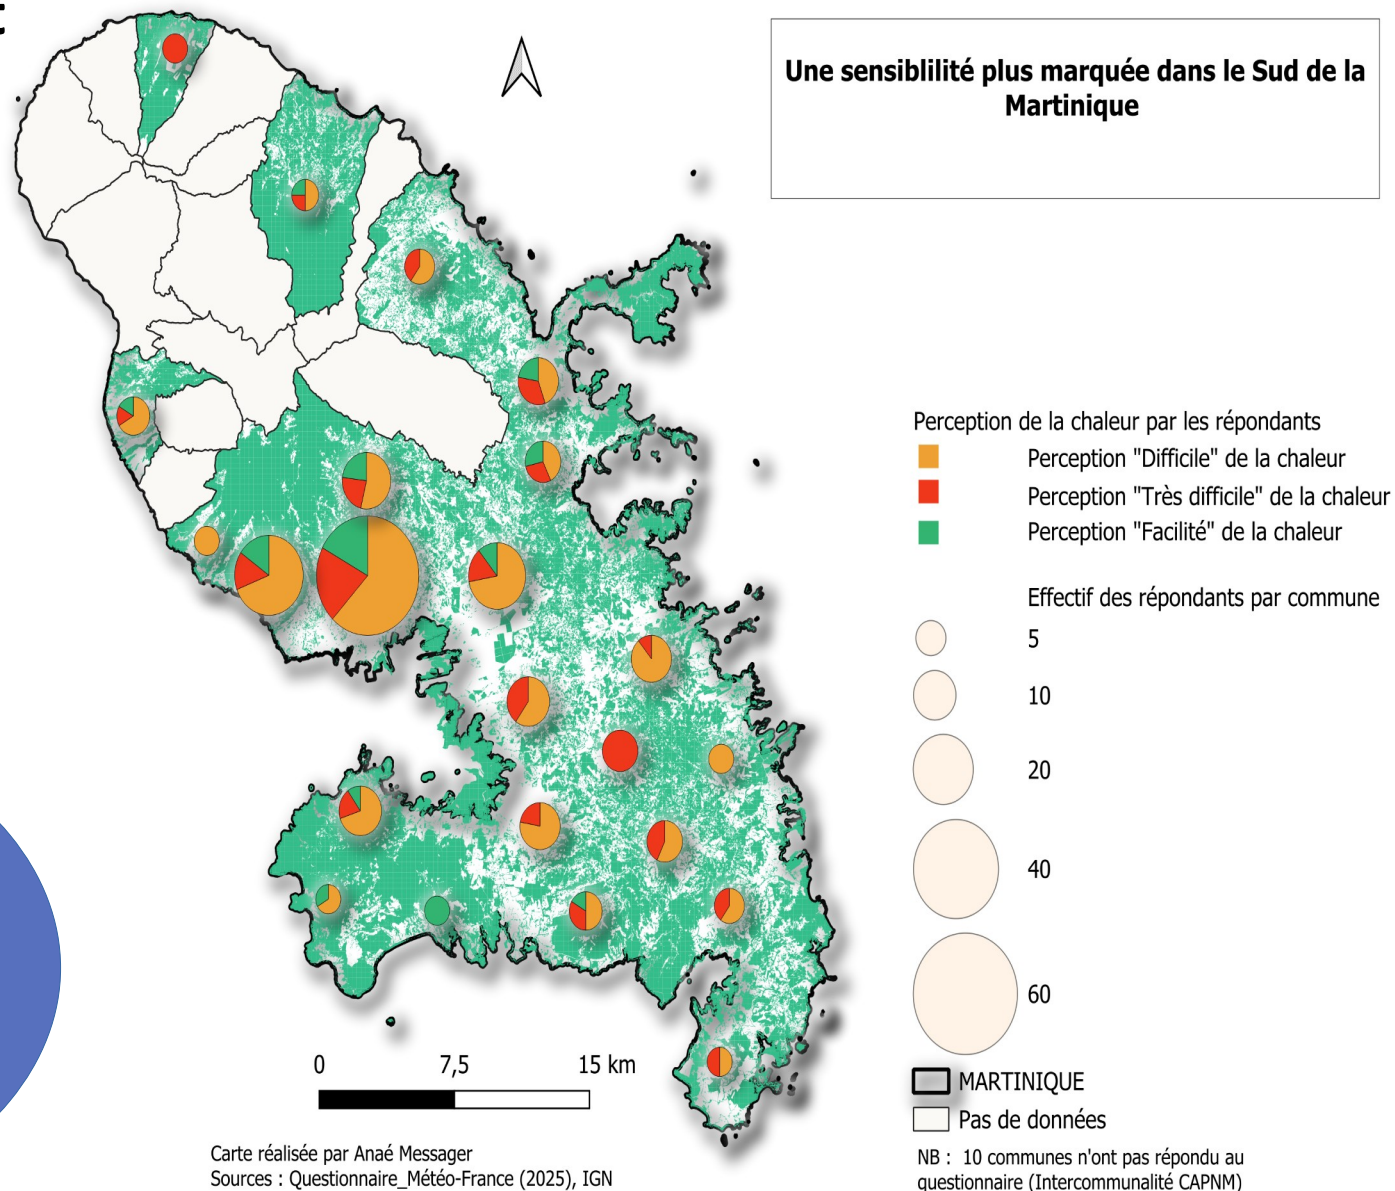 t
Une sensiblilité plus marquée dans le Sud de la
Martinique
Perception de la chaleur par les répondants
Perception "Difficile" de la chaleur
Perception "Très difficile" de la chaleur
Perception "Facilité" de la chaleur
Effectif des répondants par commune
5
10
20
40
60
MARTINIQUE
Pas de données
NB : 10 communes n'ont pas répondu au
questionnaire (Intercommunalité CAPNM)
0 7,5 15 km
Carte réalisée par Anaé Messager
Sources : Questionnaire_Météo-France (2025), IGN